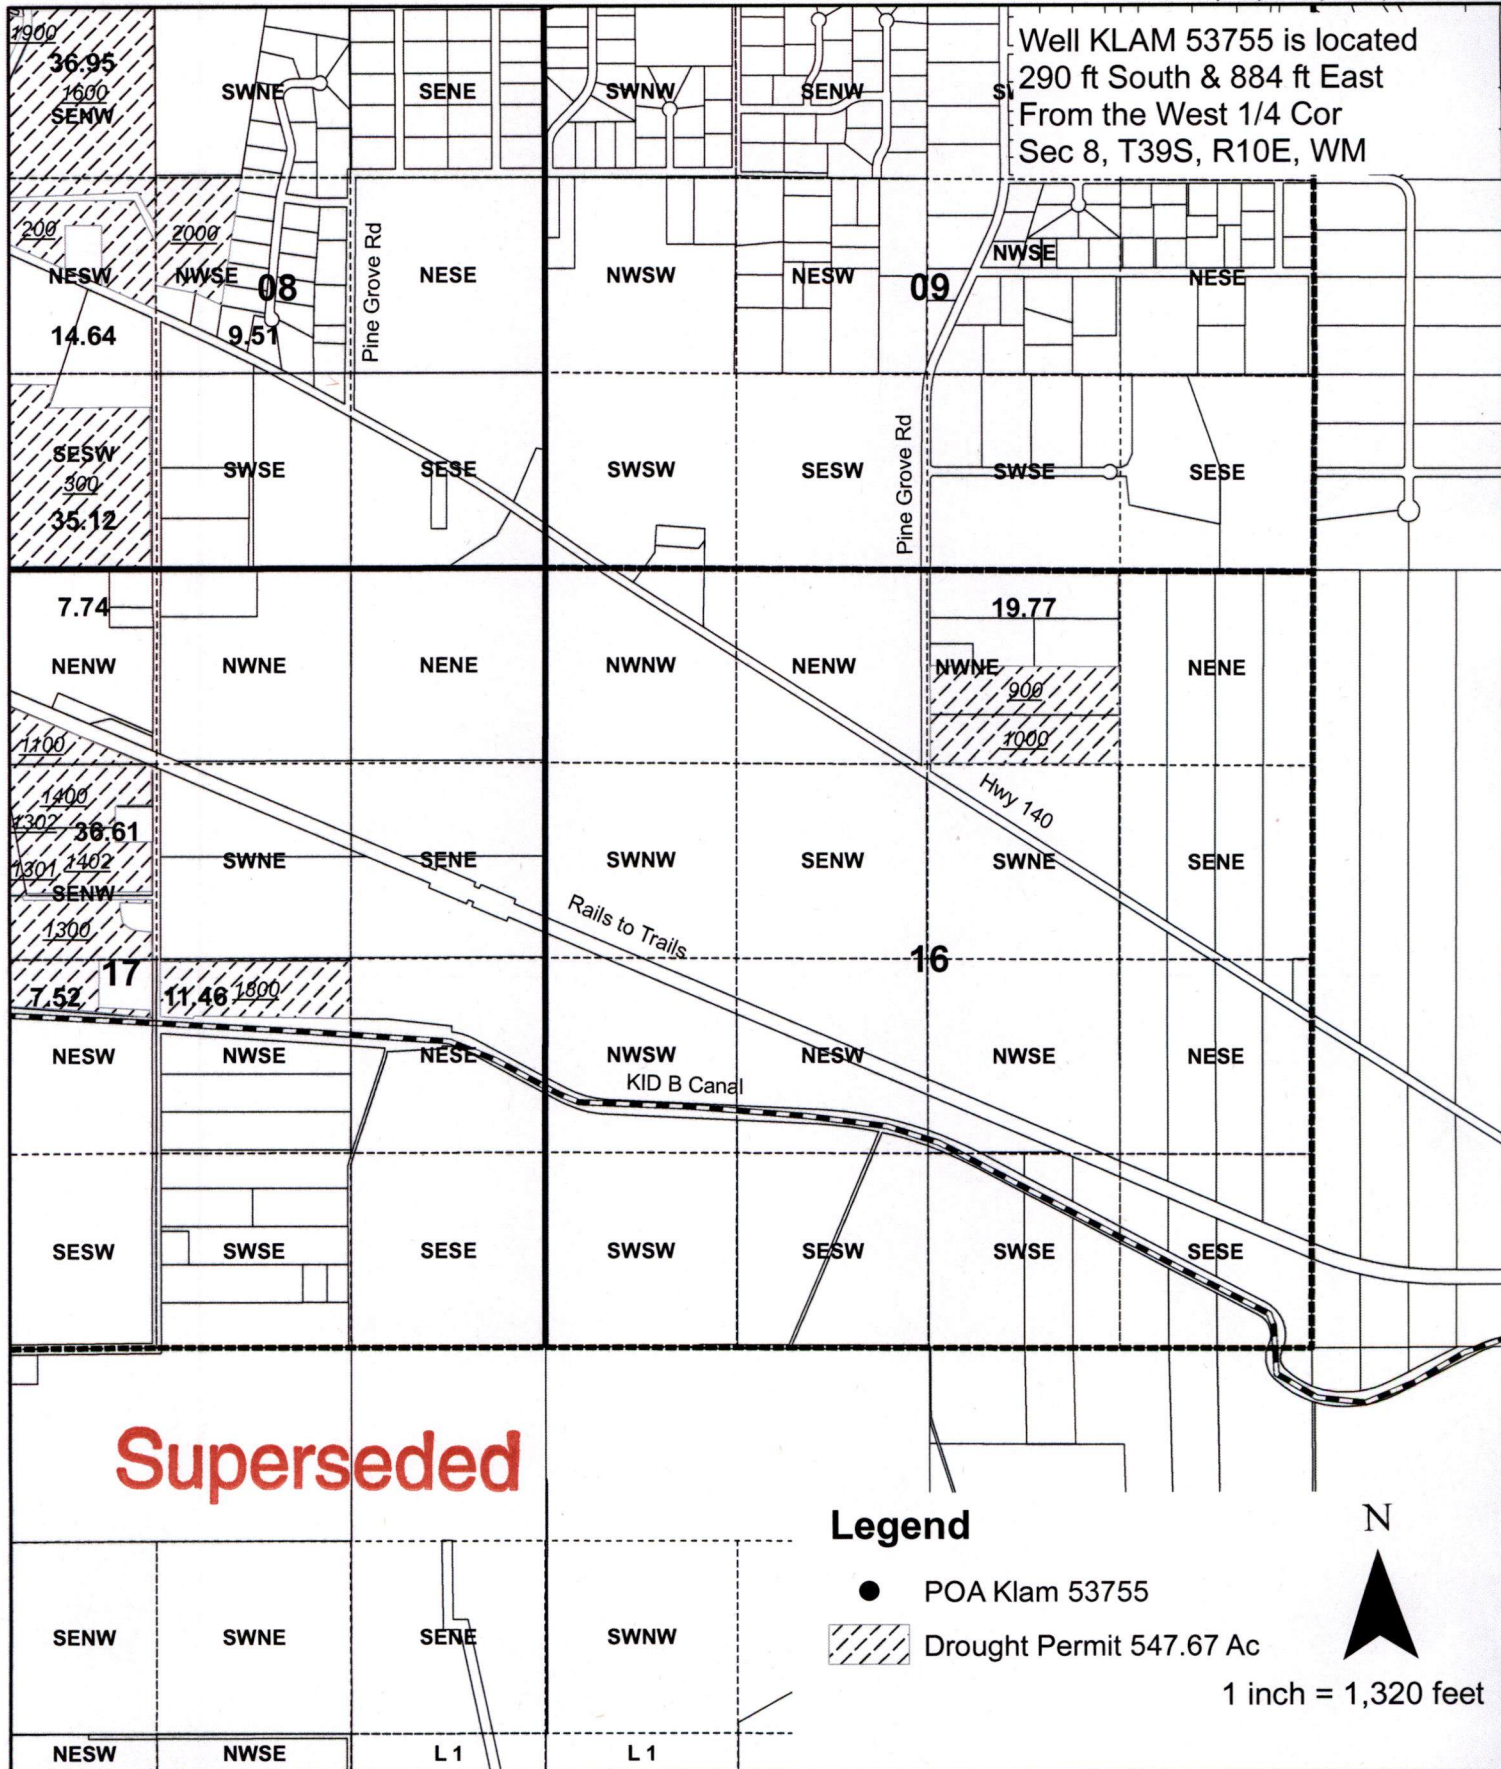 Well KLAM 53755 is located
290 ft South & 884 ft East
From the West 1/4 Cor
Sec 8, T39S, R10E, WM
1900
36.95
1600
SENW
SWNE
SENE
SWNW
SENW
200
2000
NESW
NWSE
08
NESE
NWSW
NESW
09
NWSE
NESE
14.64
9.51
Pine Grove Rd
SESW
300
35.12
SWSE
SESE
SWSW
SESW
Pine Grove Rd
SWSE
SESE
7.74
19.77
NENW
NWNE
NENE
NWNW
NENW
NWNE
900
1000
NENE
1100
1400
1302
36.61
1301
1402
SENW
1300
SWNE
SENE
SWNW
SENW
Hwy 140
SWNE
SENE
Rails to Trails
17
16
7.52
11.46
1800
NESW
NWSE
NESE
NWSW
NESW
NWSE
NESE
KID B Canal
SESW
SWSE
SESE
SWSW
SESW
SWSE
SESE
Superseded
Legend
N
POA Klam 53755
Drought Permit 547.67 Ac
1 inch = 1,320 feet
SENW
SWNE
SENE
SWNW
NESW
NWSE
L 1
L 1